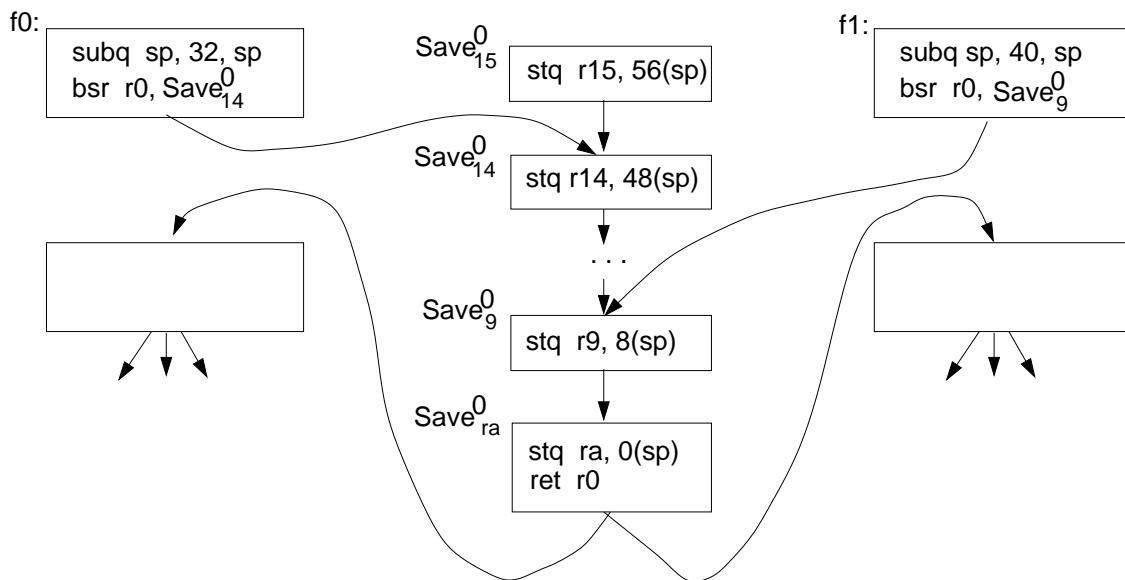 f0:
subq sp, 32, sp
bsr r0, Save⁰₁₄
Save⁰₁₅
stq r15, 56(sp)
Save⁰₁₄
stq r14, 48(sp)
. . .
Save⁰₉
stq r9, 8(sp)
Save⁰ᵣₐ
stq ra, 0(sp)
ret r0
f1:
subq sp, 40, sp
bsr r0, Save⁰₉